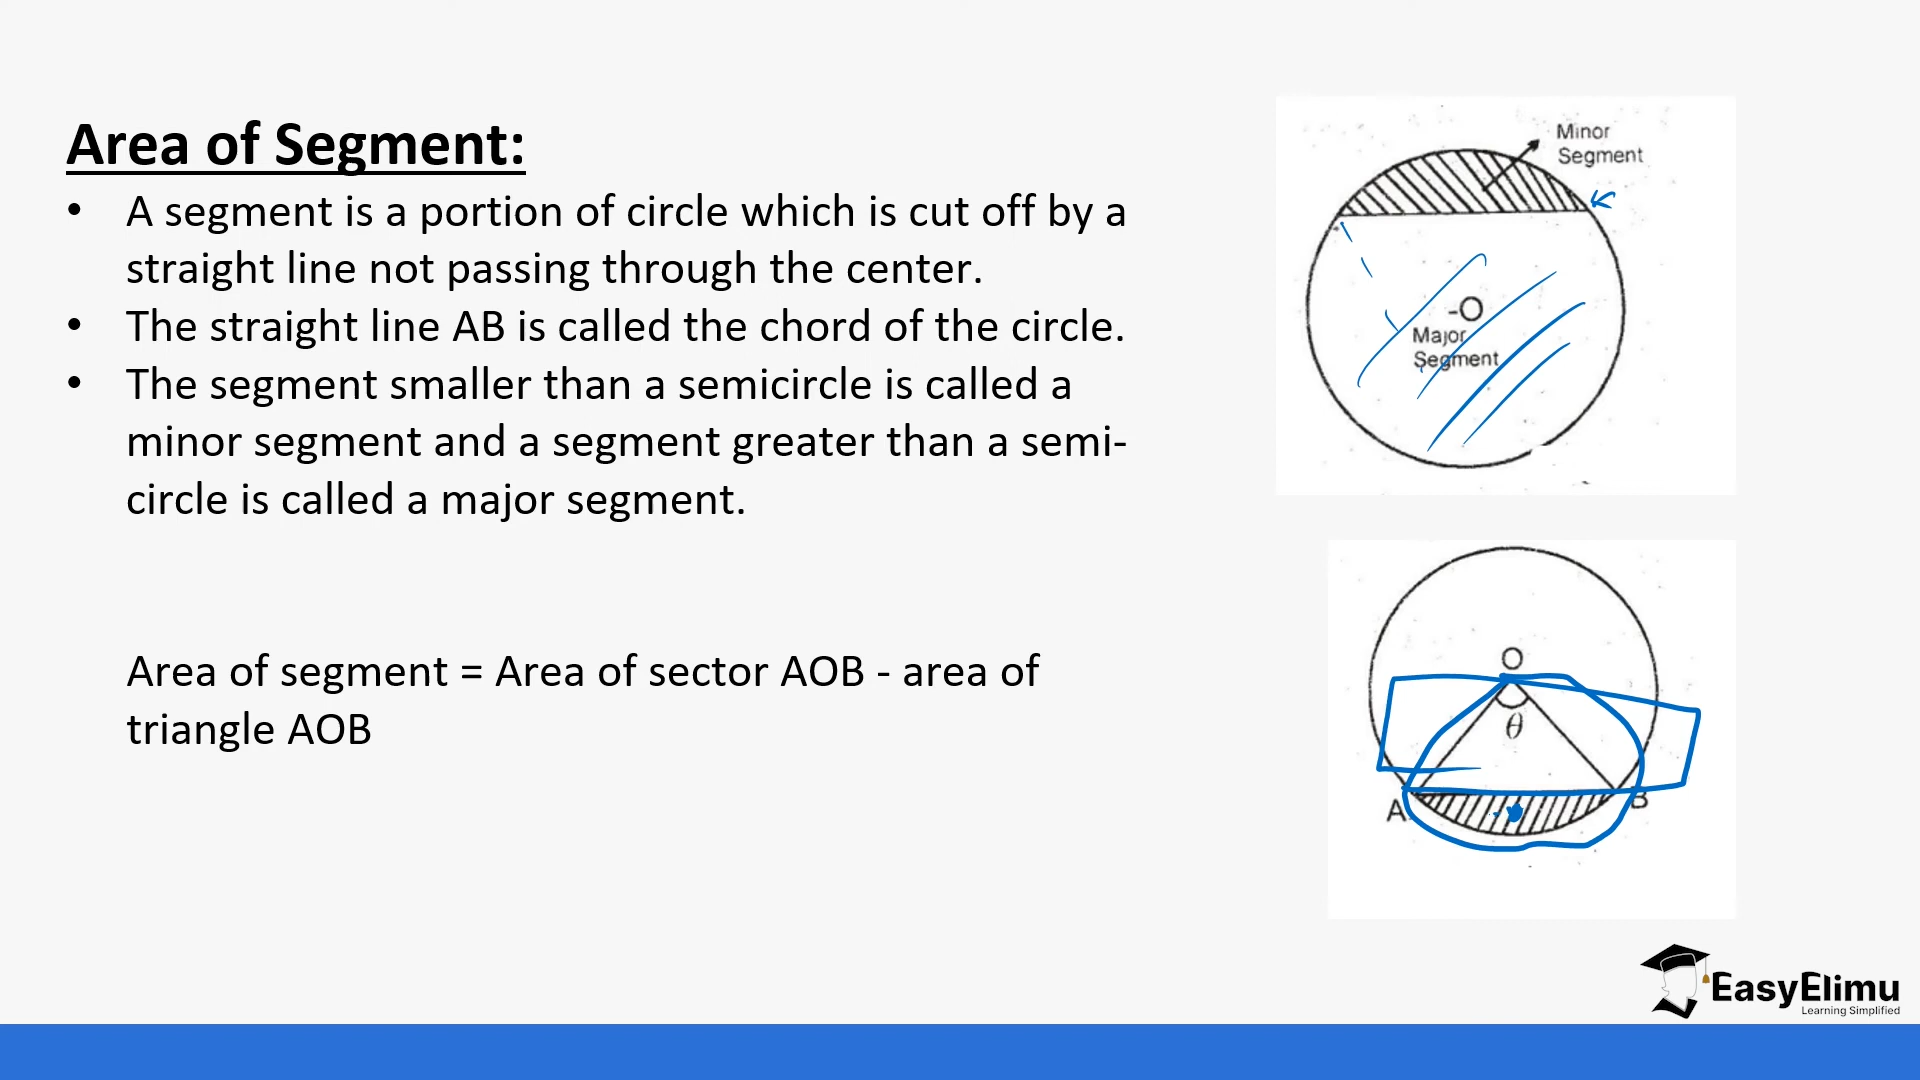 Area of Segment:
• A segment is a portion of circle which is cut off by a
straight line not passing through the center.
• The straight line AB is called the chord of the circle.
• The segment smaller than a semicircle is called a
minor segment and a segment greater than a semi-
circle is called a major segment.
Area of segment = Area of sector AOB - area of
triangle AOB
Minor
Segment
-O
Major
Segment
O
θ
A
B
EasyElimu
Learning Simplified